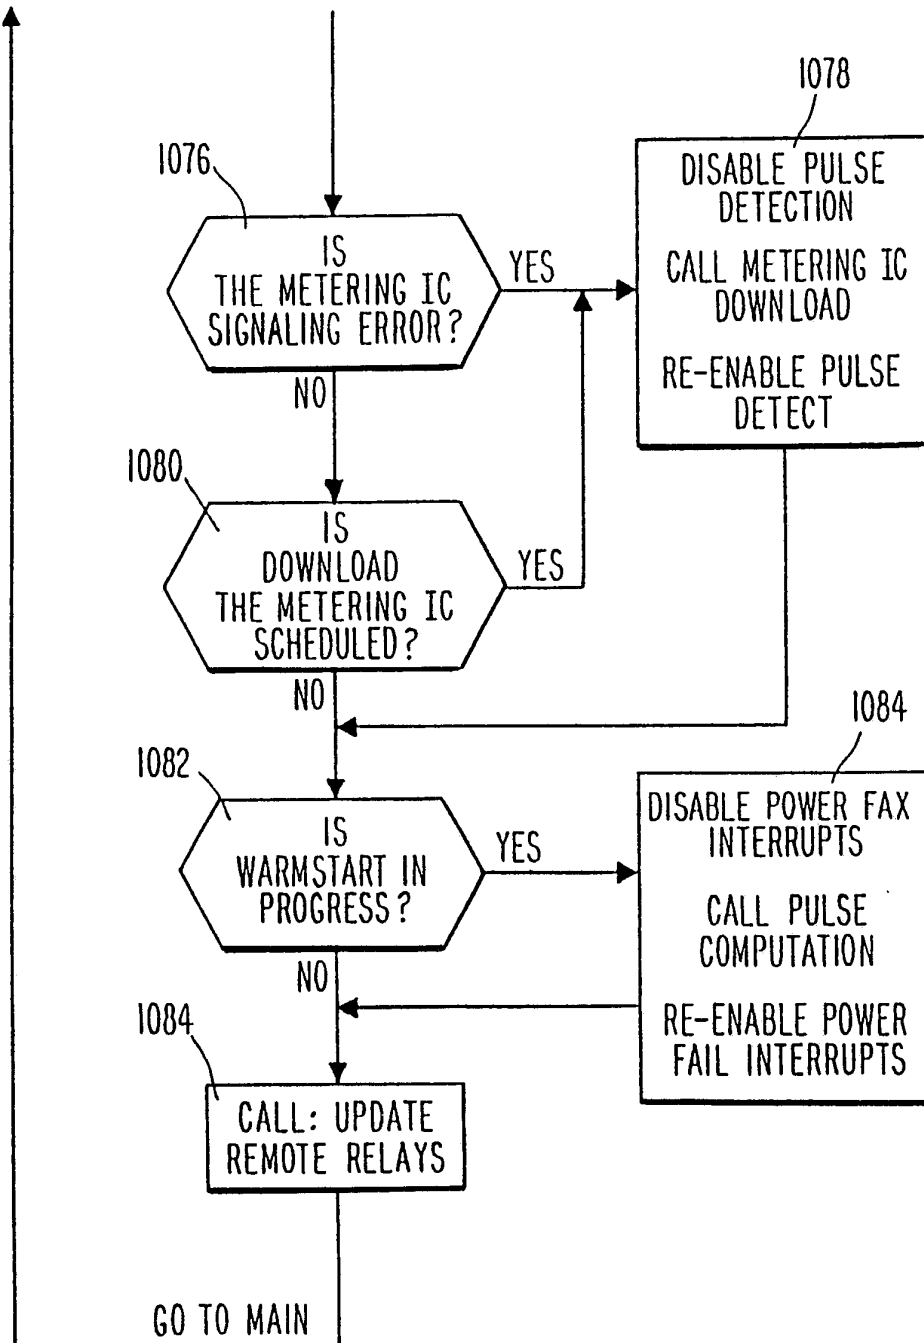 1076
IS
THE METERING IC
SIGNALING ERROR?
YES
NO
1078
DISABLE PULSE
DETECTION
CALL METERING IC
DOWNLOAD
RE-ENABLE PULSE
DETECT
1080
IS
DOWNLOAD
THE METERING IC
SCHEDULED?
YES
NO
1082
IS
WARMSTART IN
PROGRESS?
YES
NO
1084
DISABLE POWER FAX
INTERRUPTS
CALL PULSE
COMPUTATION
RE-ENABLE POWER
FAIL INTERRUPTS
1084
CALL: UPDATE
REMOTE RELAYS
GO TO MAIN